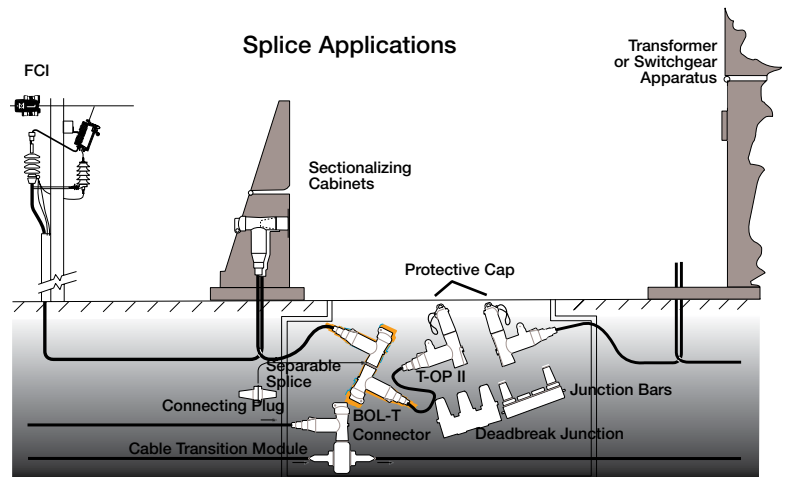 Splice Applications
Transformer
or Switchgear
Apparatus
FCI
Sectionalizing
Cabinets
Protective Cap
Separable
Splice
T-OP II
Junction Bars
Connecting Plug
BOL-T
Connector
Deadbreak Junction
Cable Transition Module